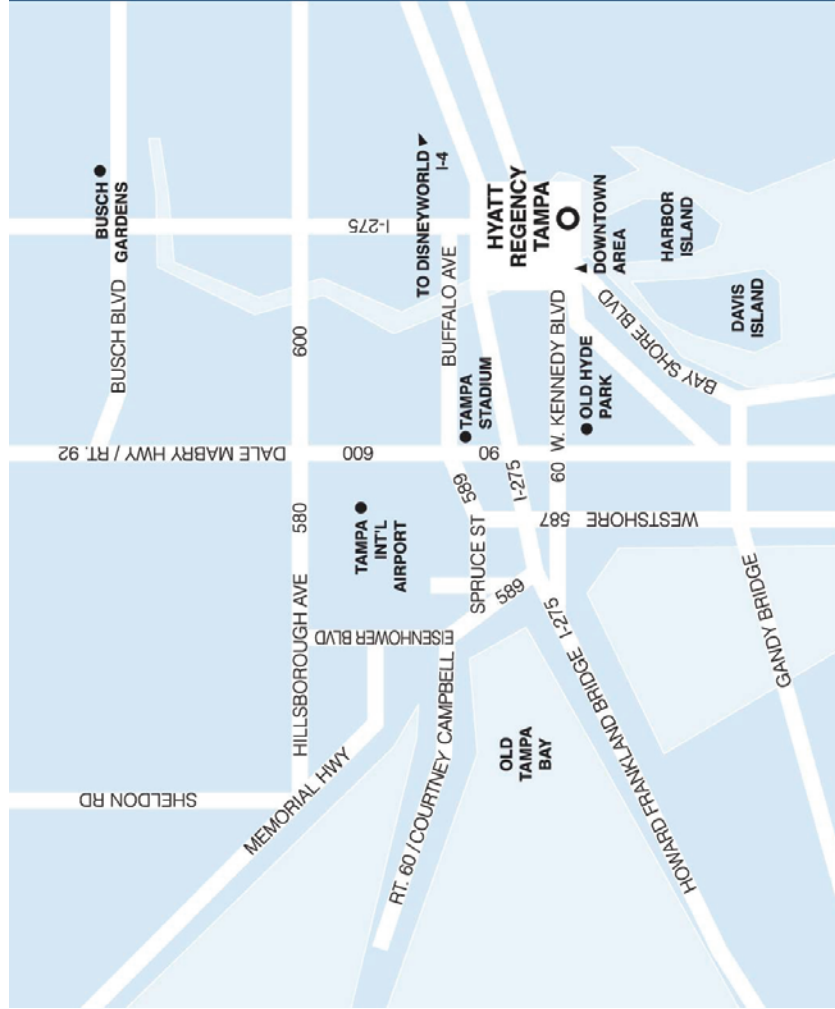 BUSCH
GARDENS
BUSCH BLVD
I-275
600
TO DISNEYWORLD
I-4
BUFFALO AVE
HYATT
REGENCY
TAMPA
DOWNTOWN
AREA
HARBOR
ISLAND
DAVIS
ISLAND
BAY SHORE BLVD
W. KENNEDY BLVD
60
OLD HYDE
PARK
TAMPA
STADIUM
DALE MABRY HWY / RT. 92
600
90
589
I-275
580
HILLSBOROUGH AVE
TAMPA
INT'L
AIRPORT
SPRUCE ST
589
WESTSHORE 587
EISENHOWER BLVD
SHELDON RD
MEMORIAL HWY
RT. 60 / COURTNEY CAMPBELL
OLD
TAMPA
BAY
HOWARD FRANKLAND BRIDGE I-275
GANDY BRIDGE